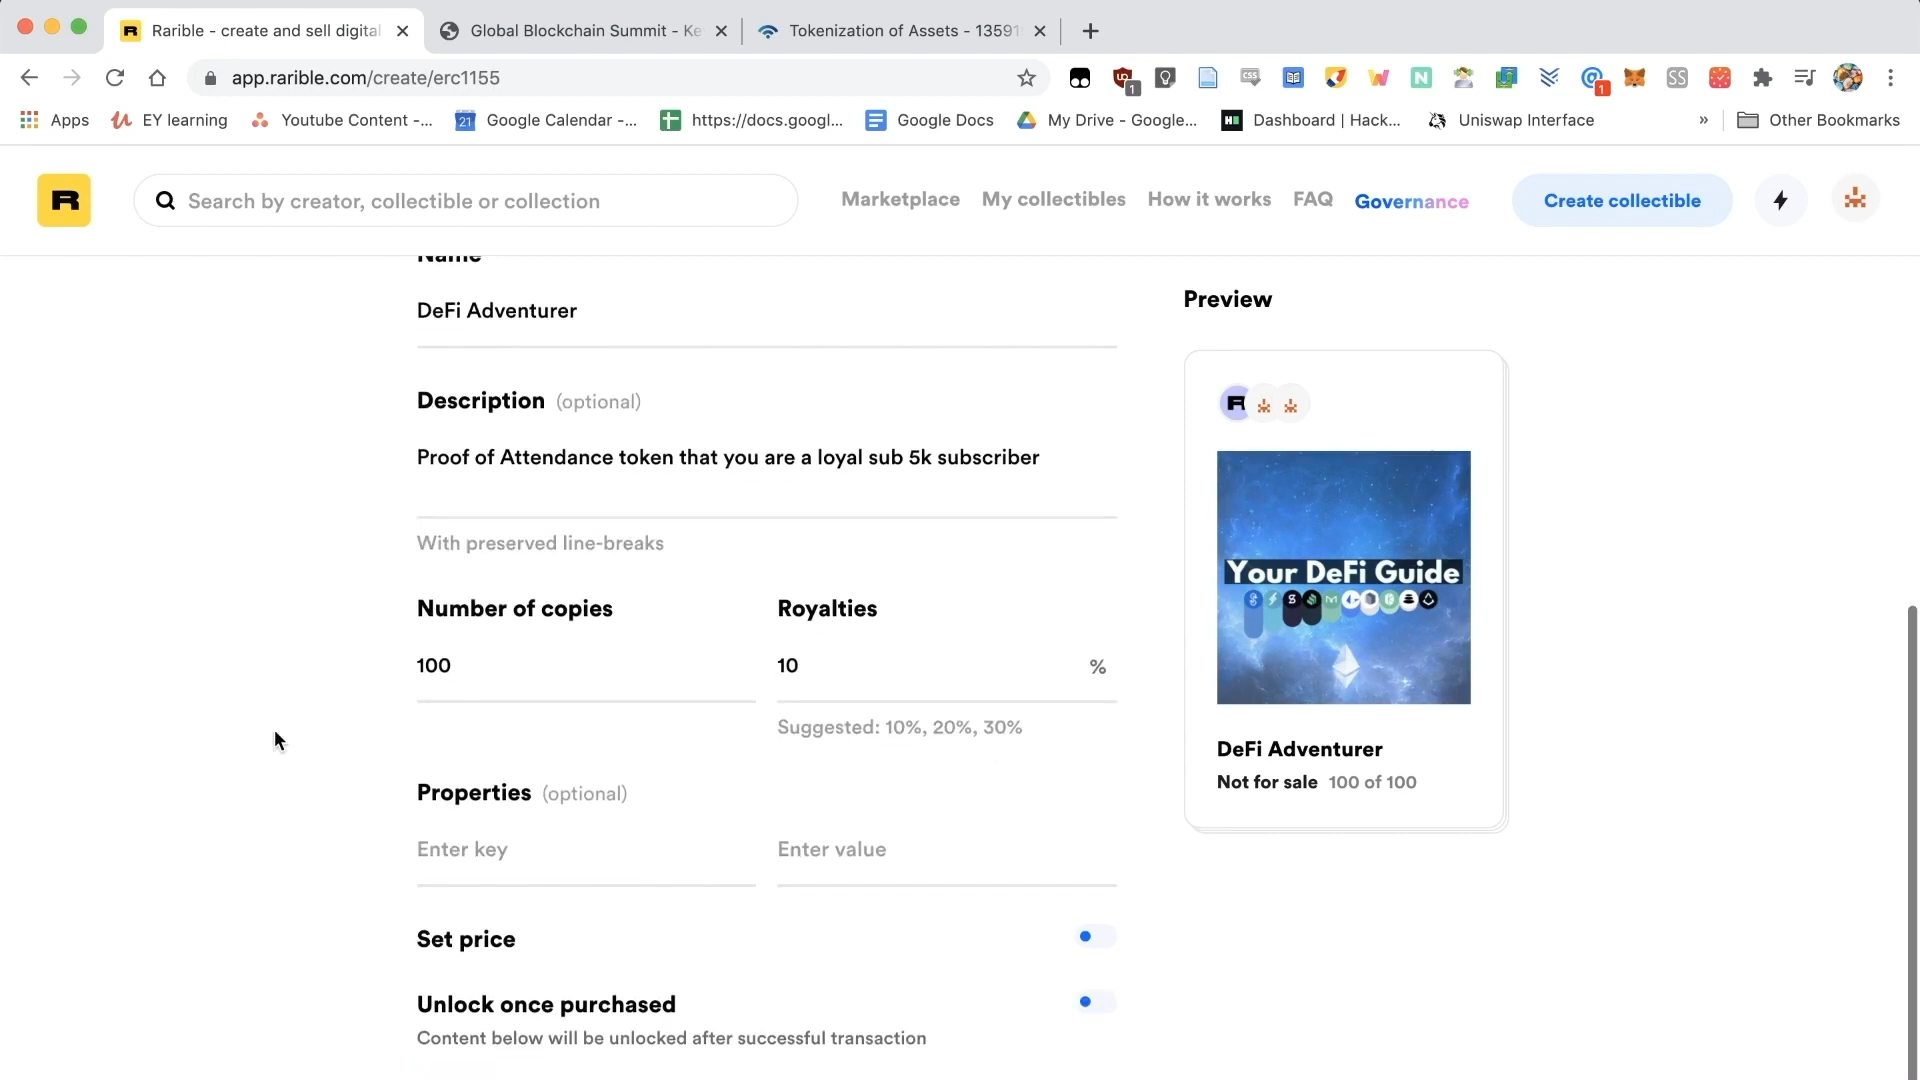 Rarible - create and sell digital
Global Blockchain Summit - Ke
Tokenization of Assets - 1359
app.rarible.com/create/erc1155
Apps
EY learning
Youtube Content -...
Google Calendar -...
https://docs.googl...
Google Docs
My Drive - Google...
Dashboard | Hack...
Uniswap Interface
»
Other Bookmarks
R
Search by creator, collectible or collection
Marketplace
My collectibles
How it works
FAQ
Governance
Create collectible
Name
DeFi Adventurer
Description (optional)
Proof of Attendance token that you are a loyal sub 5k subscriber
With preserved line-breaks
Number of copies
Royalties
100
10
%
Suggested: 10%, 20%, 30%
Properties (optional)
Enter key
Enter value
Set price
Unlock once purchased
Content below will be unlocked after successful transaction
Preview
Your DeFi Guide
DeFi Adventurer
Not for sale 100 of 100